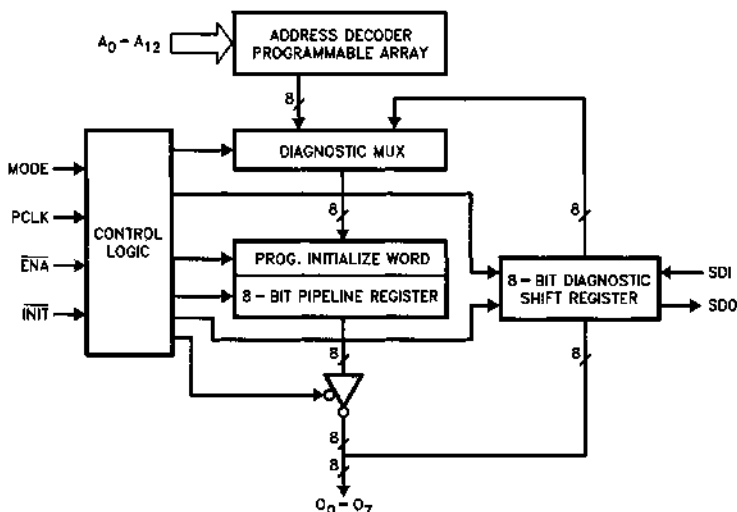 ADDRESS DECODER
PROGRAMMABLE ARRAY
A0 – A12
8
DIAGNOSTIC MUX
MODE
PCLK
ENA
INIT
CONTROL
LOGIC
8
8
PROG. INITIALIZE WORD
8 – BIT PIPELINE REGISTER
8 – BIT DIAGNOSTIC
SHIFT REGISTER
SDI
SDO
8
8
8
8
O0 – O7